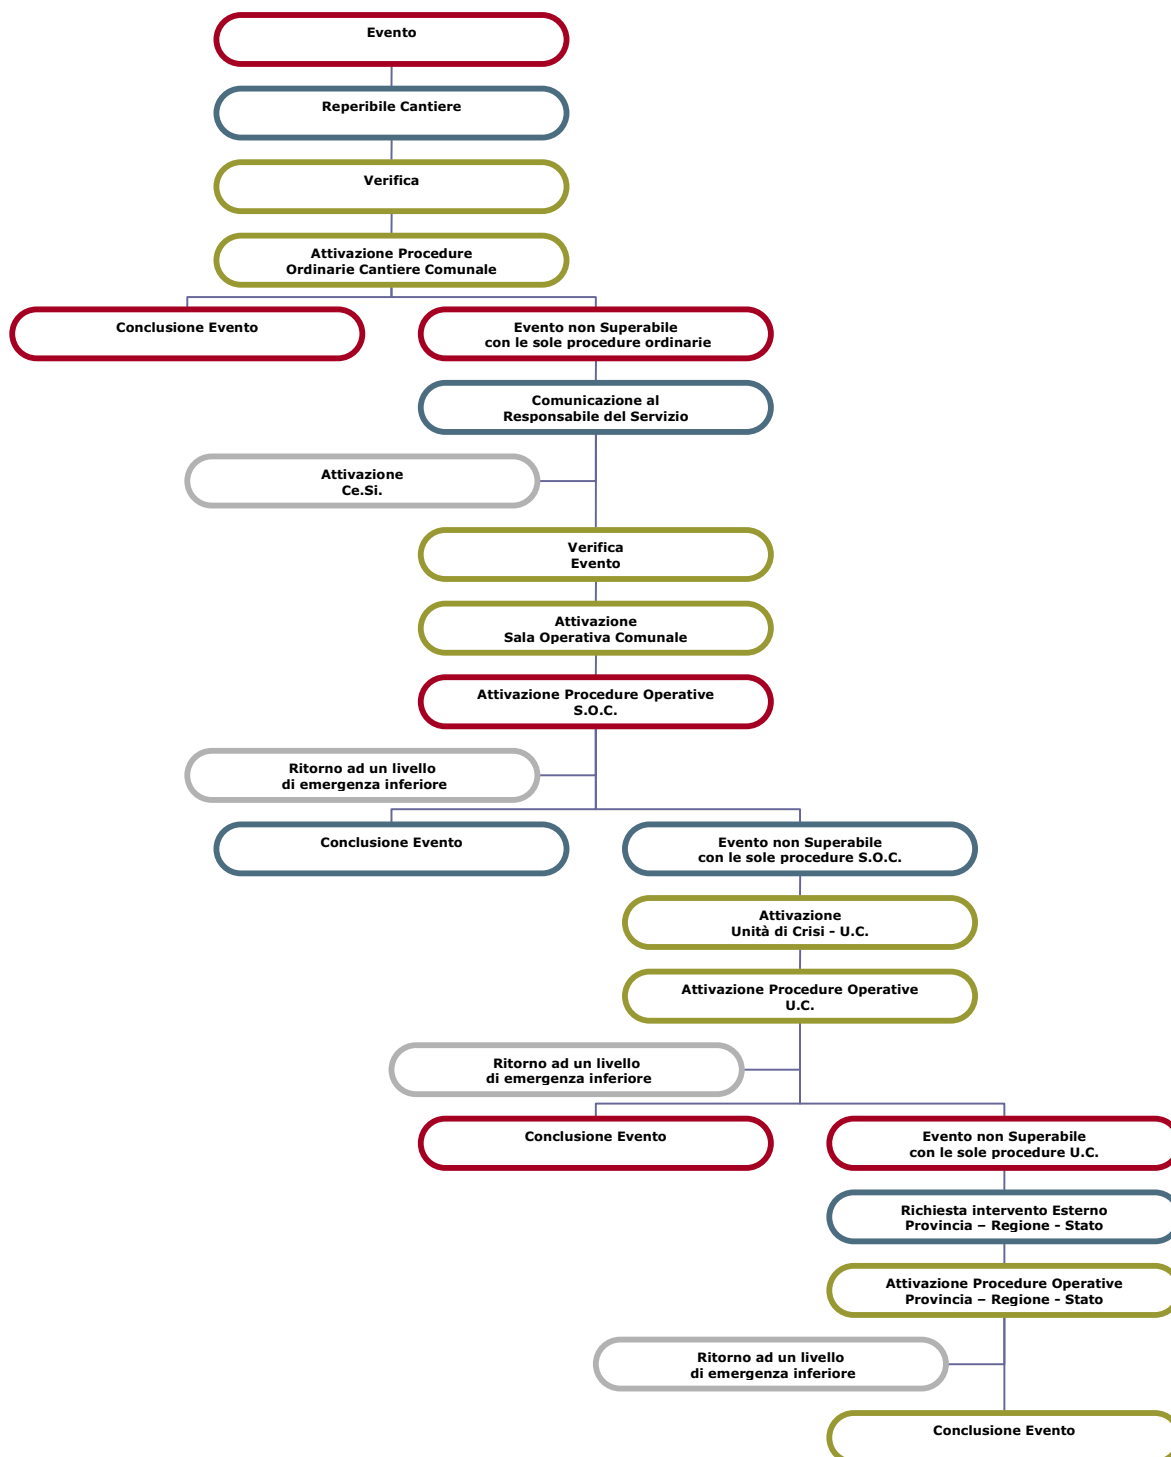 Evento
Reperibile Cantiere
Verifica
Attivazione Procedure
Ordinarie Cantiere Comunale
Conclusione Evento
Evento non Superabile
con le sole procedure ordinarie
Comunicazione al
Responsabile del Servizio
Attivazione
Ce.Si.
Verifica
Evento
Attivazione
Sala Operativa Comunale
Attivazione Procedure Operative
S.O.C.
Ritorno ad un livello
di emergenza inferiore
Conclusione Evento
Evento non Superabile
con le sole procedure S.O.C.
Attivazione
Unità di Crisi - U.C.
Attivazione Procedure Operative
U.C.
Ritorno ad un livello
di emergenza inferiore
Conclusione Evento
Evento non Superabile
con le sole procedure U.C.
Richiesta intervento Esterno
Provincia – Regione - Stato
Attivazione Procedure Operative
Provincia – Regione - Stato
Ritorno ad un livello
di emergenza inferiore
Conclusione Evento